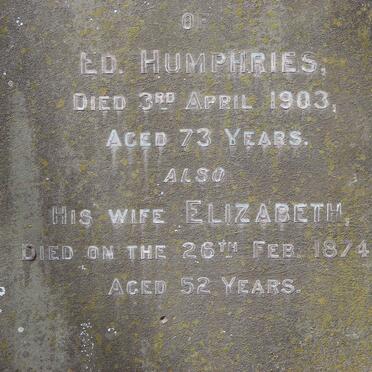 OF
ED. HUMPHRIES,
DIED 3RD APRIL 1903,
AGED 73 YEARS.
ALSO
HIS WIFE ELIZABETH,
DIED ON THE 26TH FEB. 1874
AGED 52 YEARS.